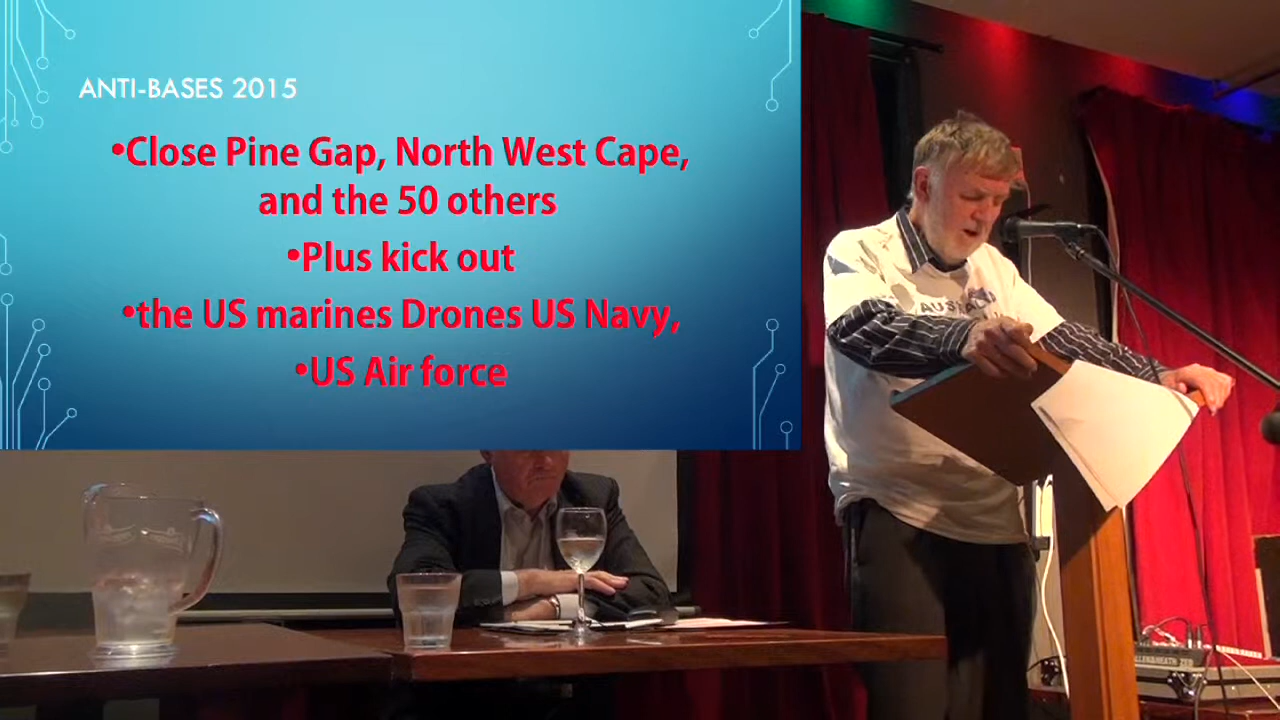 ANTI-BASES 2015
•Close Pine Gap, North West Cape,
and the 50 others
•Plus kick out
•the US marines Drones US Navy,
•US Air force